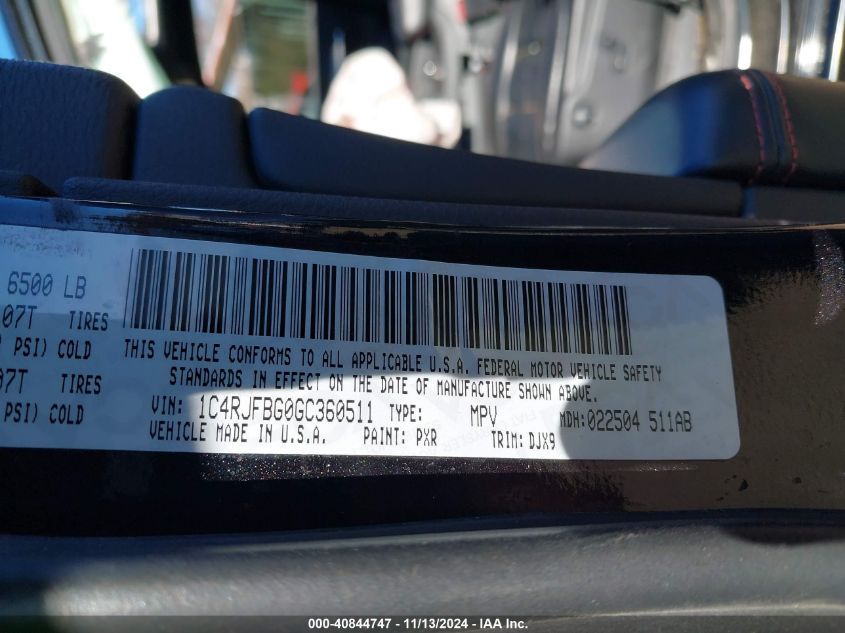 6500 LB
07T TIRES
PSI) COLD
07T TIRES
PSI) COLD
THIS VEHICLE CONFORMS TO ALL APPLICABLE U.S.A. FEDERAL MOTOR VEHICLE SAFETY
STANDARDS IN EFFECT ON THE DATE OF MANUFACTURE SHOWN ABOVE.
VIN: 1C4RJFBG0GC360511 TYPE: MPV MDH:022504 511AB
VEHICLE MADE IN U.S.A. PAINT: PXR TRIM: DJX9
000-40844747 - 11/13/2024 - IAA Inc.